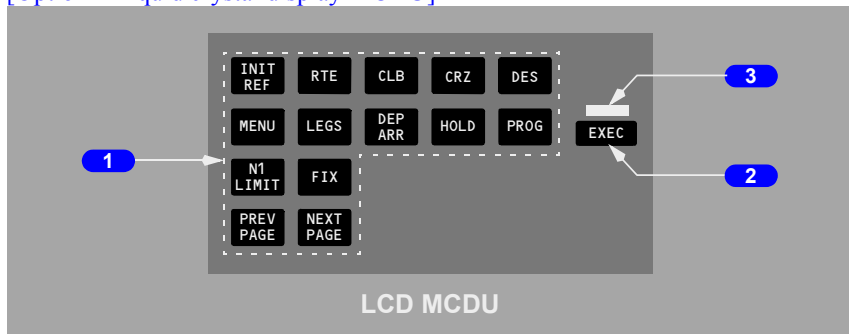 INIT REF RTE CLB CRZ DES
3
MENU LEGS DEP ARR HOLD PROG
EXEC
1
N1 LIMIT FIX
2
PREV PAGE NEXT PAGE
LCD MCDU